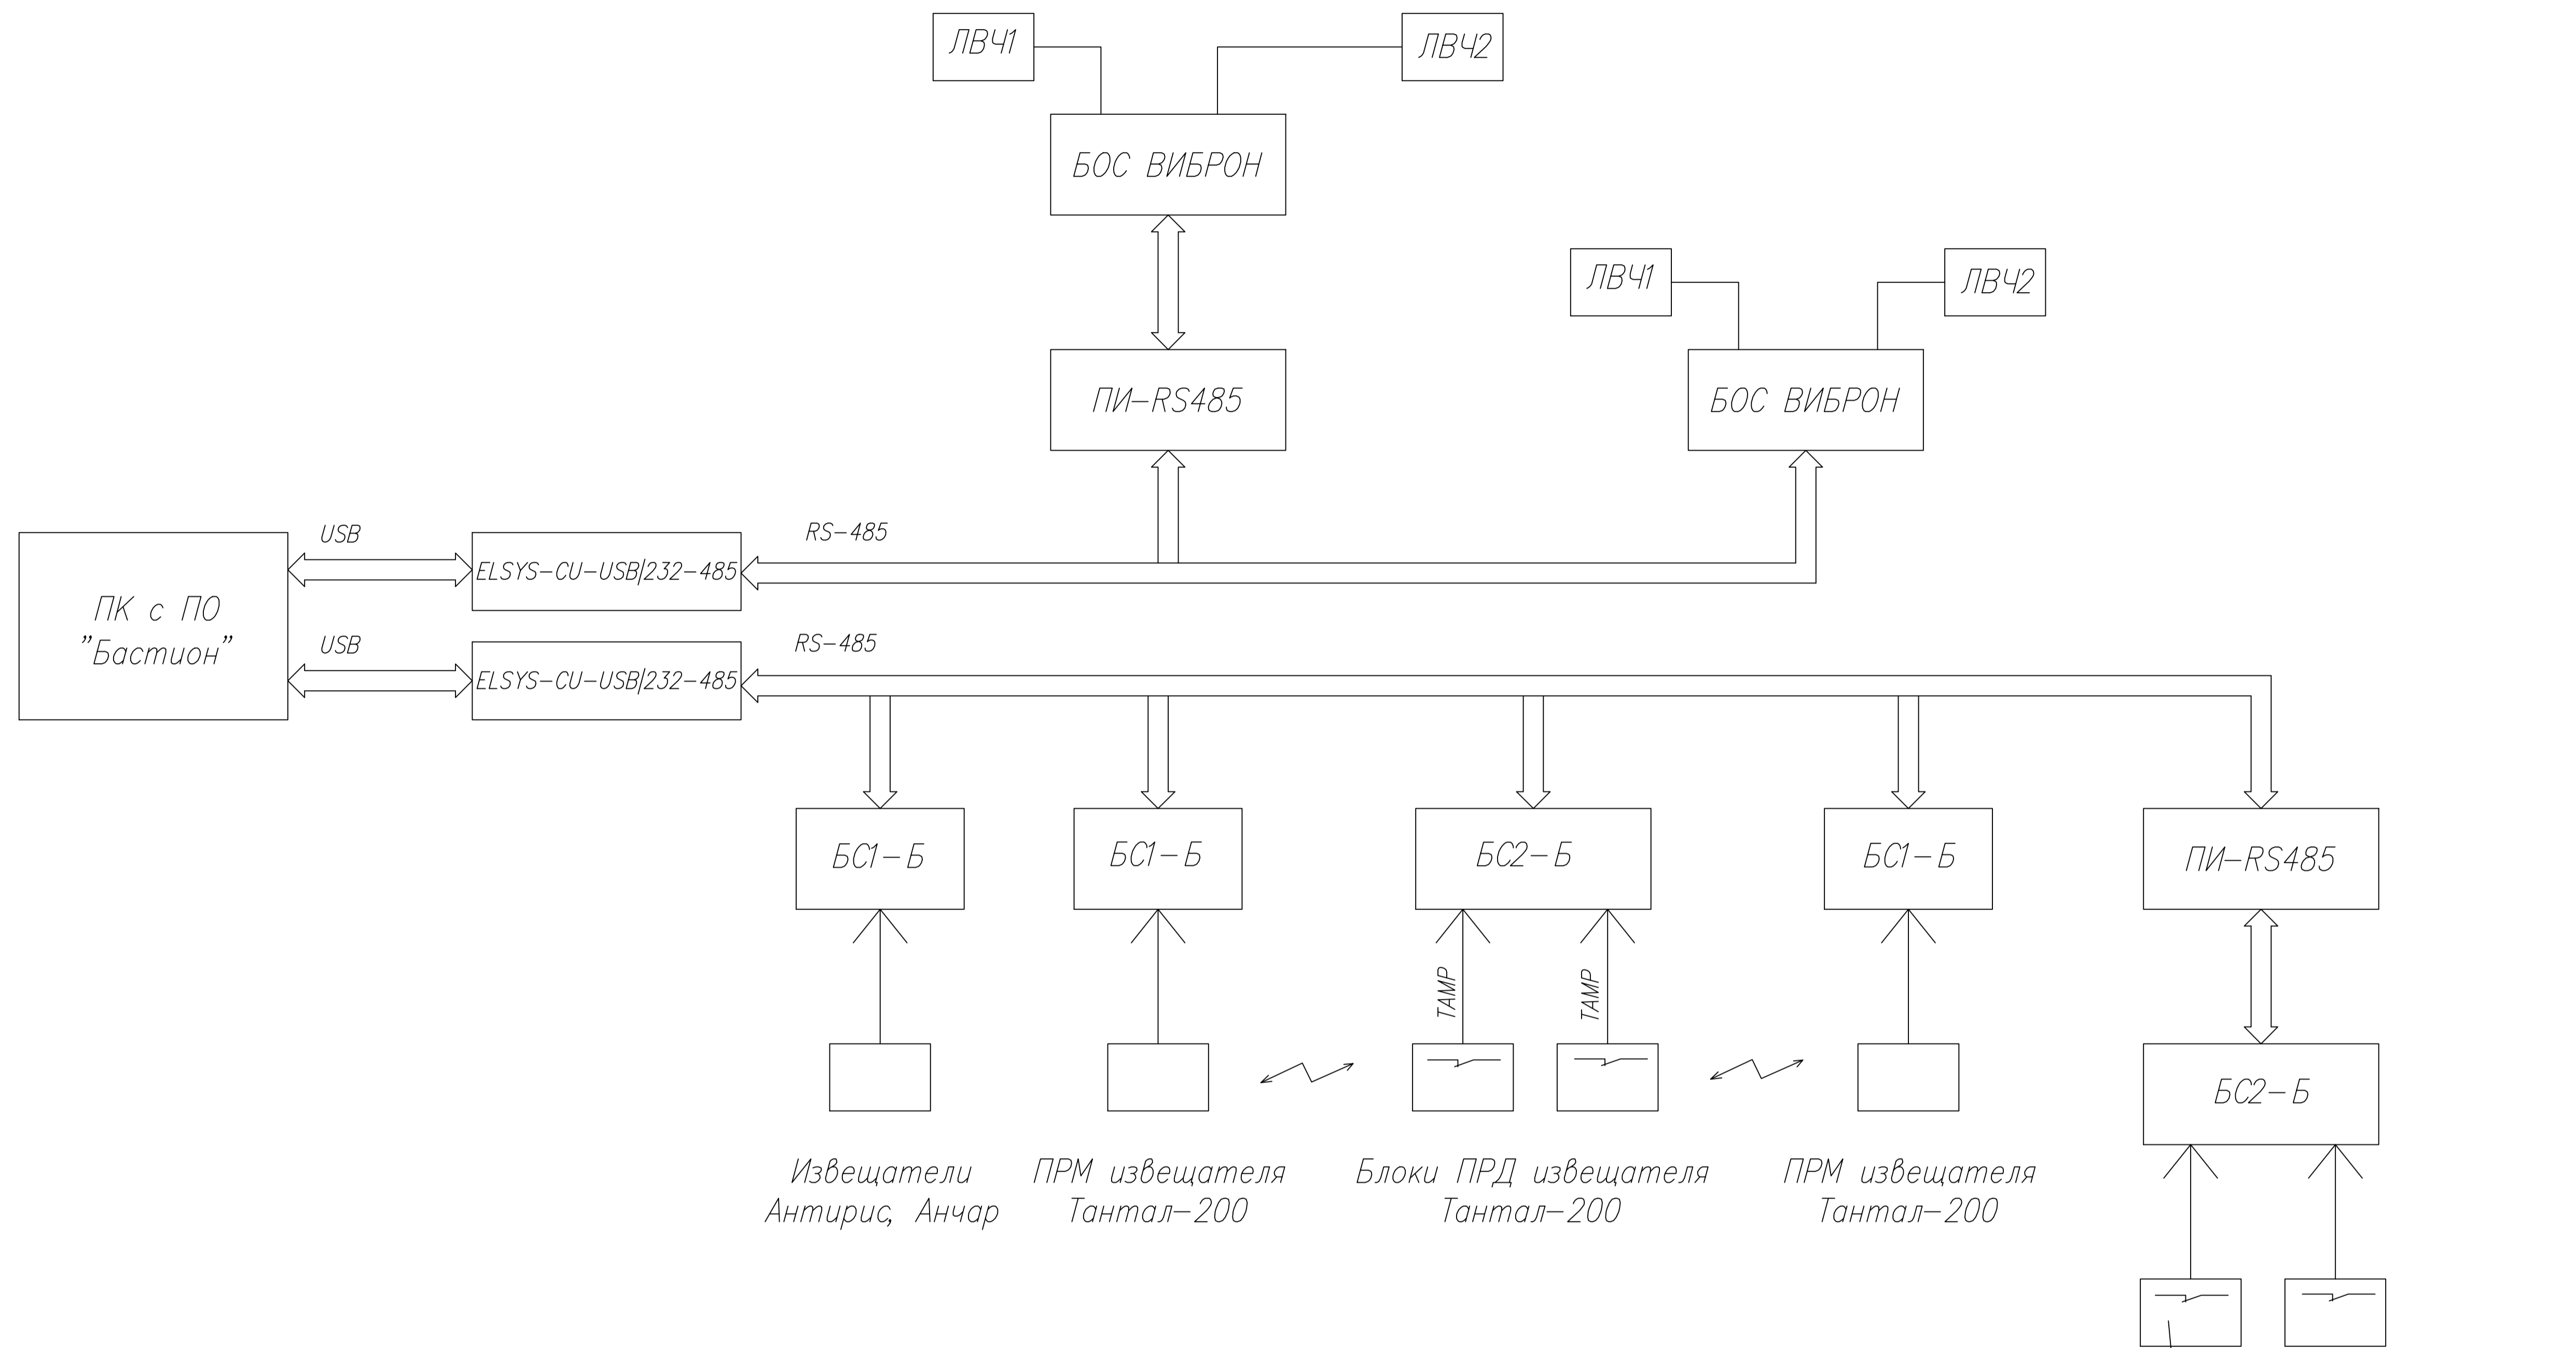 ЛВЧ1
ЛВЧ2
БОС ВИБРОН
ЛВЧ1
ЛВЧ2
ПИ-RS485
БОС ВИБРОН
USB
RS-485
ELSYS-CU-USB/232-485
ПК с ПО
"Бастион"
USB
RS-485
ELSYS-CU-USB/232-485
БС1-Б
БС1-Б
БС2-Б
БС1-Б
ПИ-RS485
TAMP
TAMP
БС2-Б
Извещатели
Антирис, Анчар
ПРМ извещателя
Тантал-200
Блоки ПРД извещателя
Тантал-200
ПРМ извещателя
Тантал-200